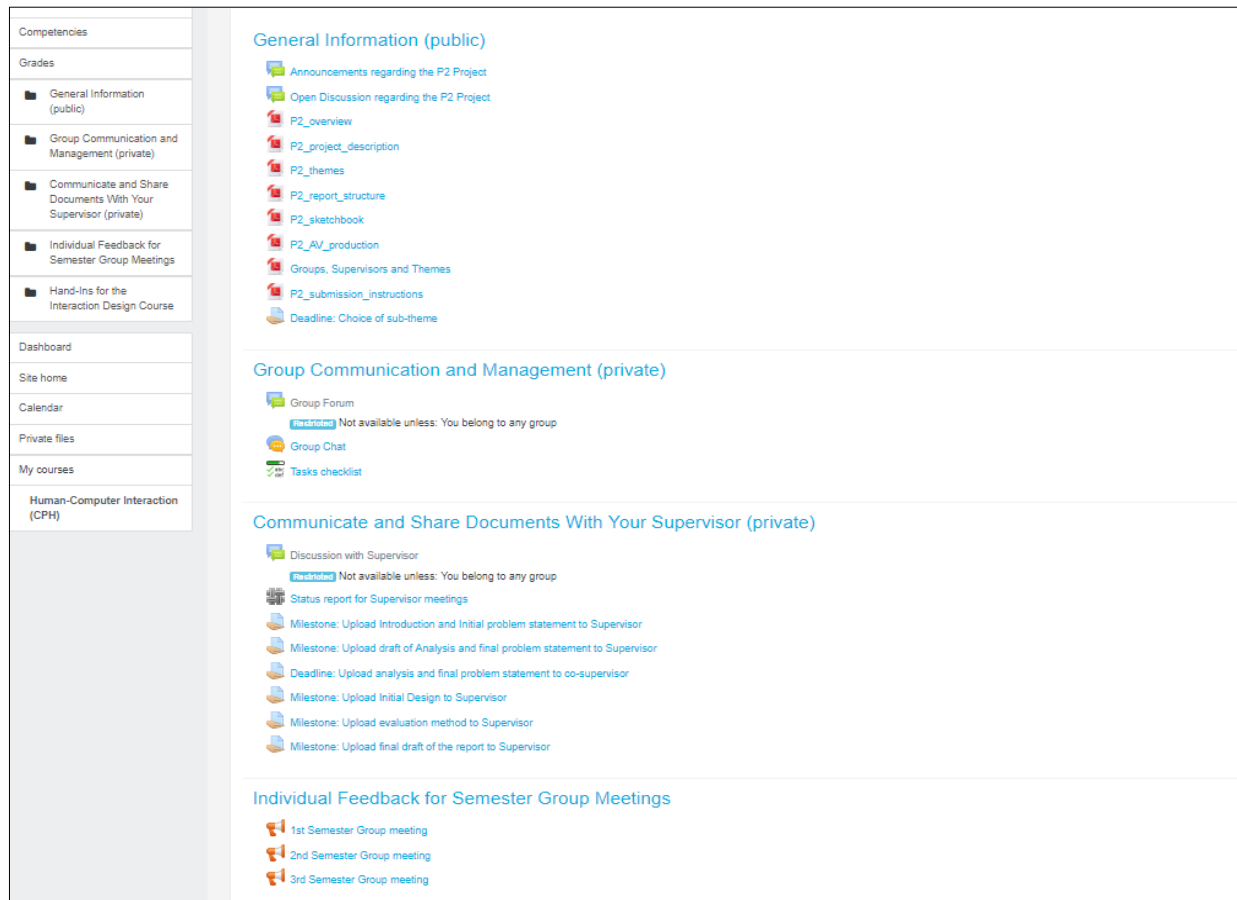 Competencies
Grades
General Information
(public)
Group Communication and
Management (private)
Communicate and Share
Documents With Your
Supervisor (private)
Individual Feedback for
Semester Group Meetings
Hand-Ins for the
Interaction Design Course
Dashboard
Site home
Calendar
Private files
My courses
Human-Computer Interaction
(CPH)
General Information (public)
Announcements regarding the P2 Project
Open Discussion regarding the P2 Project
P2_overview
P2_project_description
P2_themes
P2_report_structure
P2_sketchbook
P2_AV_production
Groups, Supervisors and Themes
P2_submission_instructions
Deadline: Choice of sub-theme
Group Communication and Management (private)
Group Forum
Restricted Not available unless: You belong to any group
Group Chat
Tasks checklist
Communicate and Share Documents With Your Supervisor (private)
Discussion with Supervisor
Restricted Not available unless: You belong to any group
Status report for Supervisor meetings
Milestone: Upload Introduction and Initial problem statement to Supervisor
Milestone: Upload draft of Analysis and final problem statement to Supervisor
Deadline: Upload analysis and final problem statement to co-supervisor
Milestone: Upload Initial Design to Supervisor
Milestone: Upload evaluation method to Supervisor
Milestone: Upload final draft of the report to Supervisor
Individual Feedback for Semester Group Meetings
1st Semester Group meeting
2nd Semester Group meeting
3rd Semester Group meeting